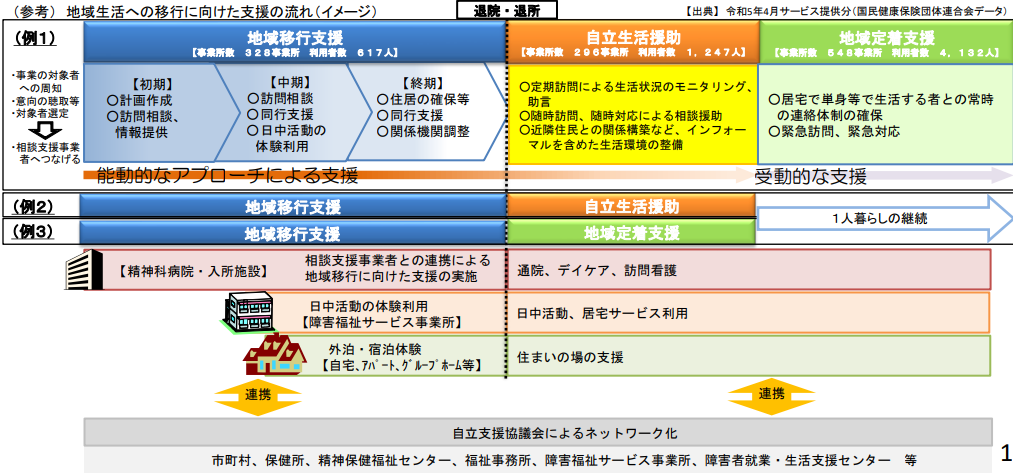 （参考） 地域生活への移行に向けた支援の流れ（イメージ）
退院・退所
【出典】令和5年4月サービス提供分（国民健康保険団体連合会データ）
（例１）
地域移行支援
【事業所数 ３２８事業所 利用者数 ６１７人】
自立生活援助
【事業所数 ２９６事業所 利用者数 １，２４７人】
地域定着支援
【事業所数 ５４８事業所 利用者数 ４，１３２人】
・事業の対象者
への周知
・意向の聴取等
・対象者選定
・相談支援事業
者へつなげる
【初期】
○計画作成
○訪問相談、
情報提供
【中期】
○訪問相談
○同行支援
○日中活動の
体験利用
【終期】
○住居の確保等
○同行支援
○関係機関調整
○定期訪問による生活状況のモニタリング、
助言
○随時訪問、随時対応による相談援助
○近隣住民との関係構築など、インフォー
マルを含めた生活環境の整備
○居宅で単身等で生活する者との常時
の連絡体制の確保
○緊急訪問、緊急対応
能動的なアプローチによる支援
受動的な支援
（例２）
地域移行支援
自立生活援助
１人暮らしの継続
（例３）
地域移行支援
地域定着支援
【精神科病院・入所施設】
相談支援事業者との連携による
地域移行に向けた支援の実施
通院、デイケア、訪問看護
日中活動の体験利用
【障害福祉サービス事業所】
日中活動、居宅サービス利用
外泊・宿泊体験
【自宅、ｱﾊﾟｰﾄ、ｸﾞﾙｰﾌﾟﾎｰﾑ等】
住まいの場の支援
連携
連携
自立支援協議会によるネットワーク化
市町村、保健所、精神保健福祉センター、福祉事務所、障害福祉サービス事業所、障害者就業・生活支援センター 等
1